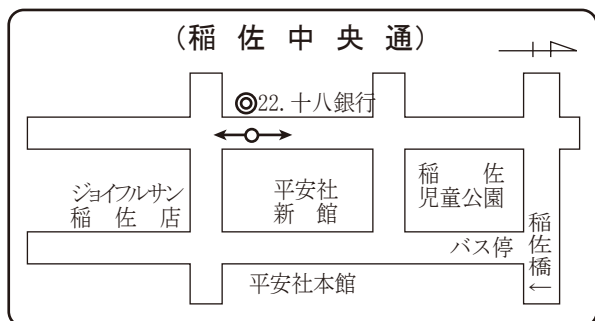 (稲佐中央通)
◎22.十八銀行
ジョイフルサン
稲佐店
平安社
新館
稲佐
児童公園
バス停
稲佐橋↓
平安社本館